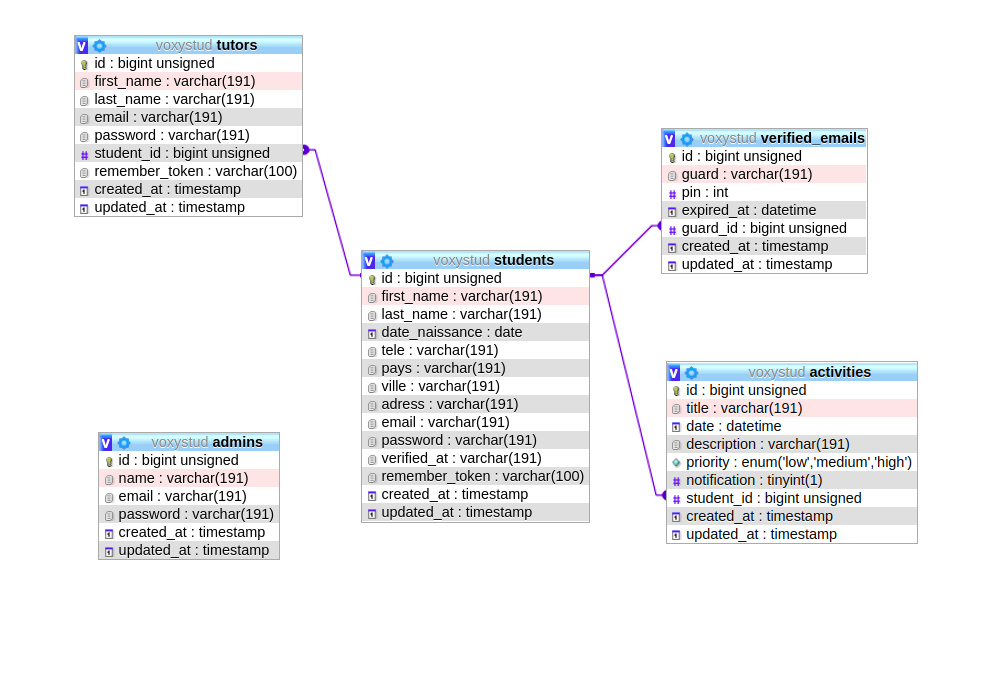 voxystud tutors
id : bigint unsigned
first_name : varchar(191)
last_name : varchar(191)
email : varchar(191)
password : varchar(191)
student_id : bigint unsigned
remember_token : varchar(100)
created_at : timestamp
updated_at : timestamp
voxystud verified_emails
id : bigint unsigned
guard : varchar(191)
pin : int
expired_at : datetime
guard_id : bigint unsigned
created_at : timestamp
updated_at : timestamp
voxystud students
id : bigint unsigned
first_name : varchar(191)
last_name : varchar(191)
date_naissance : date
tele : varchar(191)
pays : varchar(191)
ville : varchar(191)
adress : varchar(191)
email : varchar(191)
password : varchar(191)
verified_at : varchar(191)
remember_token : varchar(100)
created_at : timestamp
updated_at : timestamp
voxystud activities
id : bigint unsigned
title : varchar(191)
date : datetime
description : varchar(191)
priority : enum('low','medium','high')
notification : tinyint(1)
student_id : bigint unsigned
created_at : timestamp
updated_at : timestamp
voxystud admins
id : bigint unsigned
name : varchar(191)
email : varchar(191)
password : varchar(191)
created_at : timestamp
updated_at : timestamp